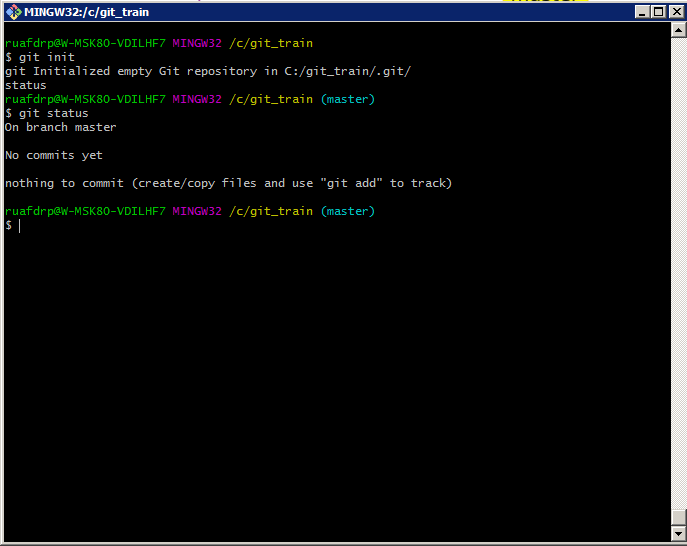 MINGW32:/c/git_train
ruafdrp@W-MSK80-VDILHF7 MINGW32 /c/git_train
$ git init
git Initialized empty Git repository in C:/git_train/.git/
status
ruafdrp@W-MSK80-VDILHF7 MINGW32 /c/git_train (master)
$ git status
On branch master
No commits yet
nothing to commit (create/copy files and use "git add" to track)
ruafdrp@W-MSK80-VDILHF7 MINGW32 /c/git_train (master)
$